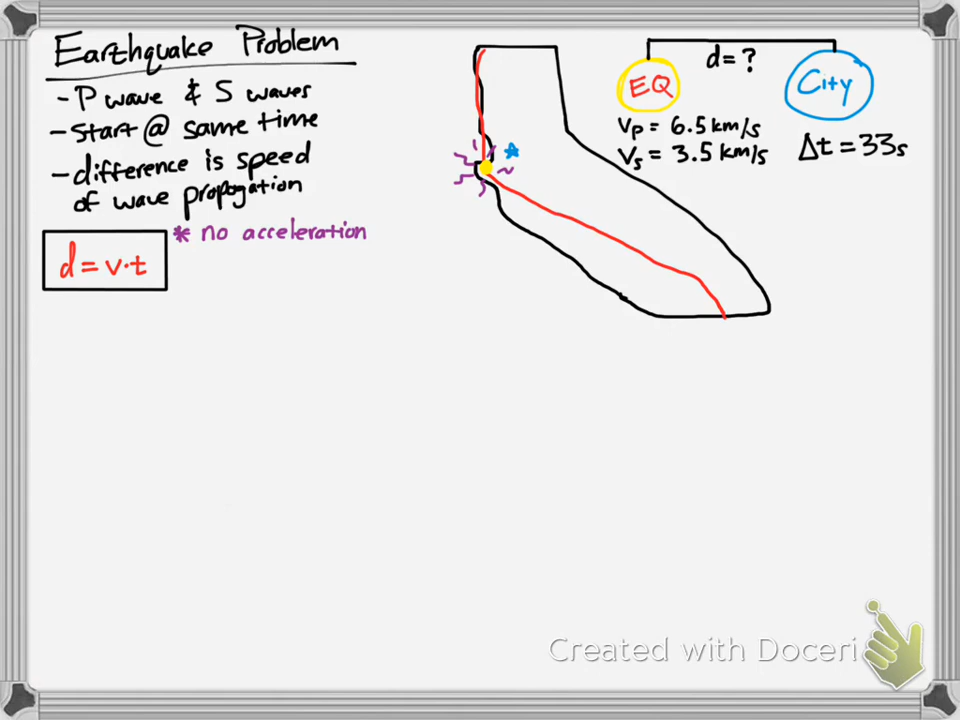 Earthquake Problem
- P wave & S waves
- Start @ same time
- difference is speed
of wave propogation
* no acceleration
d = v·t
d = ?
EQ
City
vp = 6.5 km/s
Vs = 3.5 km/s
Δt = 33s
Created with Doceri